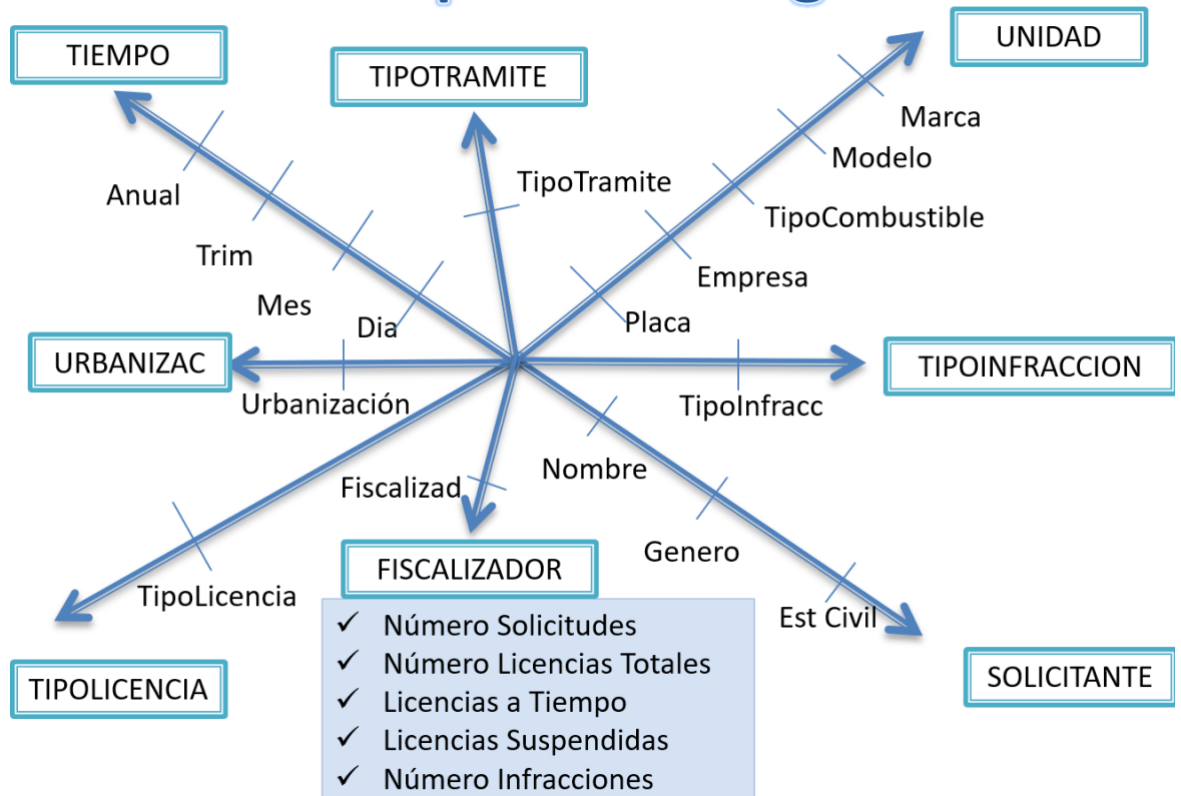 TIEMPO
TIPOTRAMITE
UNIDAD
Marca
Modelo
TipoTramite
Anual
TipoCombustible
Trim
Empresa
Mes
Dia
Placa
URBANIZAC
TIPOINFRACCION
Urbanización
TipoInfracc
Nombre
Fiscalizad
Genero
FISCALIZADOR
TipoLicencia
Est Civil
✓ Número Solicitudes
✓ Número Licencias Totales
✓ Licencias a Tiempo
✓ Licencias Suspendidas
✓ Número Infracciones
TIPOLICENCIA
SOLICITANTE